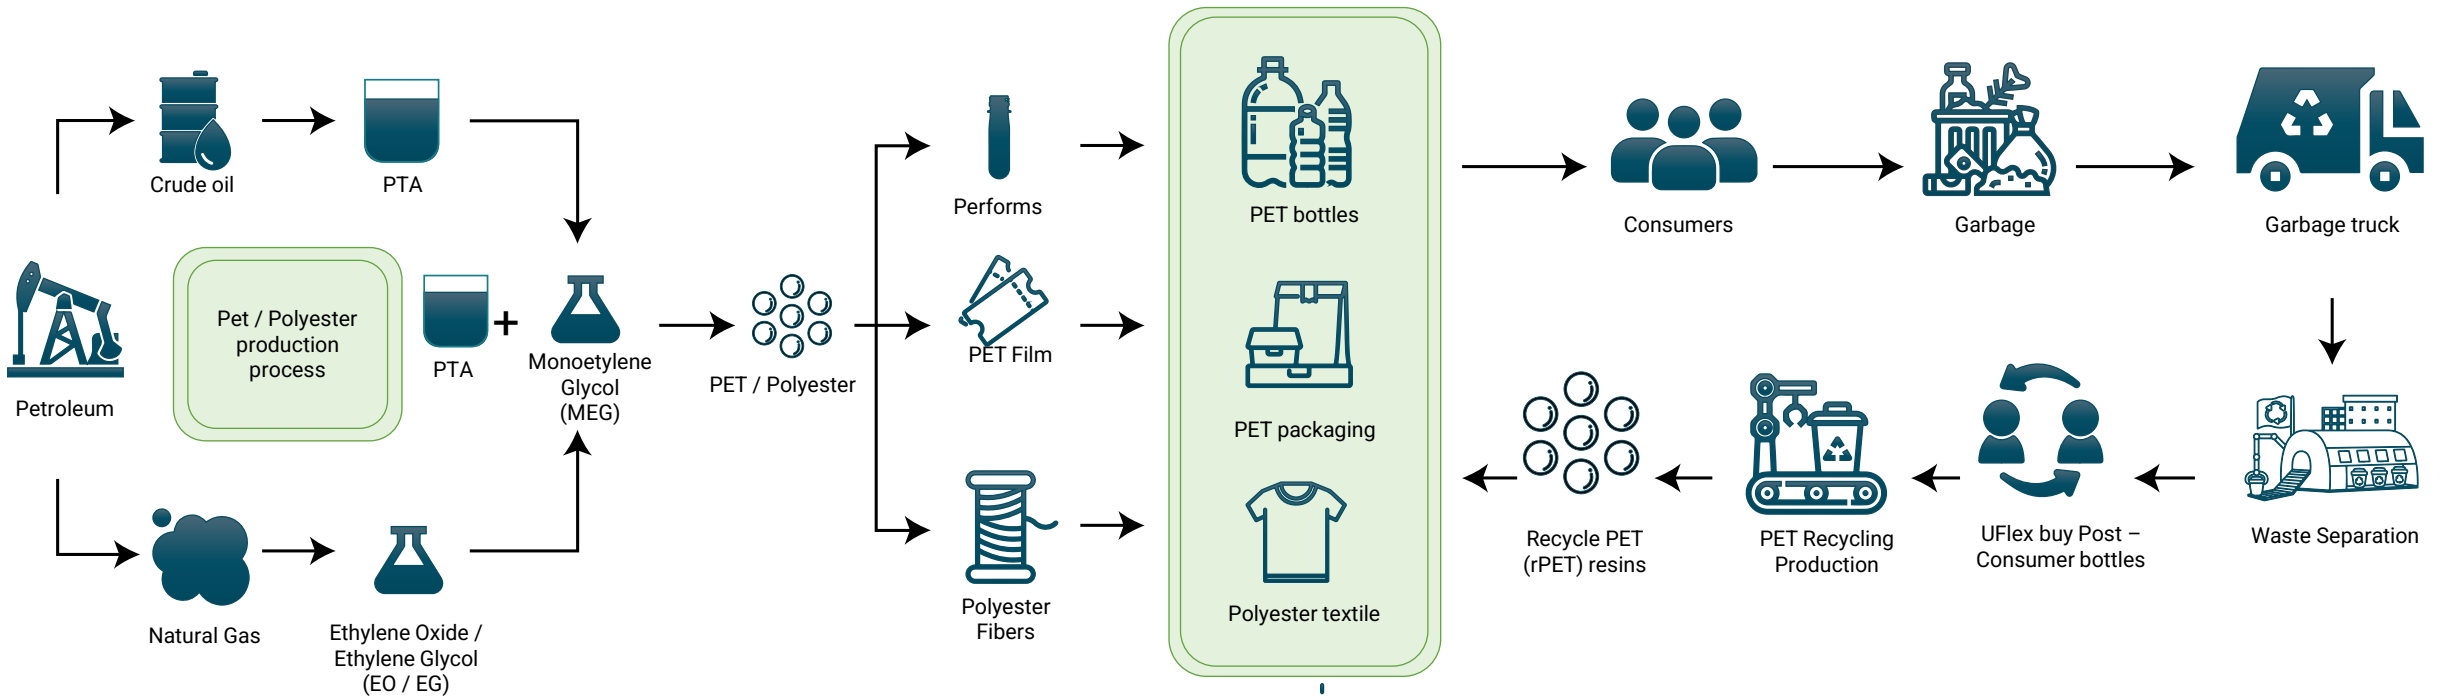 Crude oil
PTA
Petroleum
Pet / Polyester
production
process
PTA
+
Monoetylene
Glycol
(MEG)
Natural Gas
Ethylene Oxide /
Ethylene Glycol
(EO / EG)
PET / Polyester
Performs
PET Film
Polyester
Fibers
PET bottles
PET packaging
Polyester textile
Consumers
Garbage
Garbage truck
Waste Separation
UFlex buy Post –
Consumer bottles
PET Recycling
Production
Recycle PET
(rPET) resins